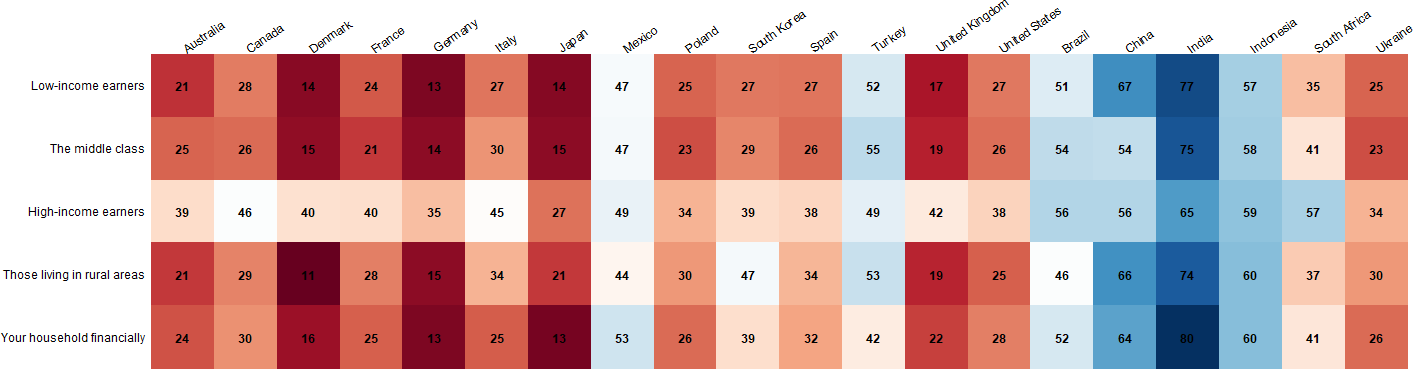 Australia Canada Denmark France Germany Italy Japan Mexico Poland South Korea Spain Turkey United Kingdom United States Brazil China India Indonesia South Africa Ukraine
Low-income earners 21 28 14 24 13 27 14 47 25 27 27 52 17 27 51 67 77 57 35 25
The middle class 25 26 15 21 14 30 15 47 23 29 26 55 19 26 54 54 75 58 41 23
High-income earners 39 46 40 40 35 45 27 49 34 39 38 49 42 38 56 56 65 59 57 34
Those living in rural areas 21 29 11 28 15 34 21 44 30 47 34 53 19 25 46 66 74 60 37 30
Your household financially 24 30 16 25 13 25 13 53 26 39 32 42 22 28 52 64 80 60 41 26